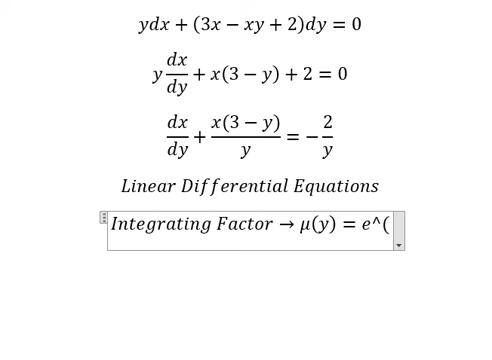 ydx + (3x − xy + 2)dy = 0
y dx/dy + x(3 − y) + 2 = 0
dx/dy + x(3 − y)/y = − 2/y
Linear Differential Equations
Integrating Factor → μ(y) = e^(